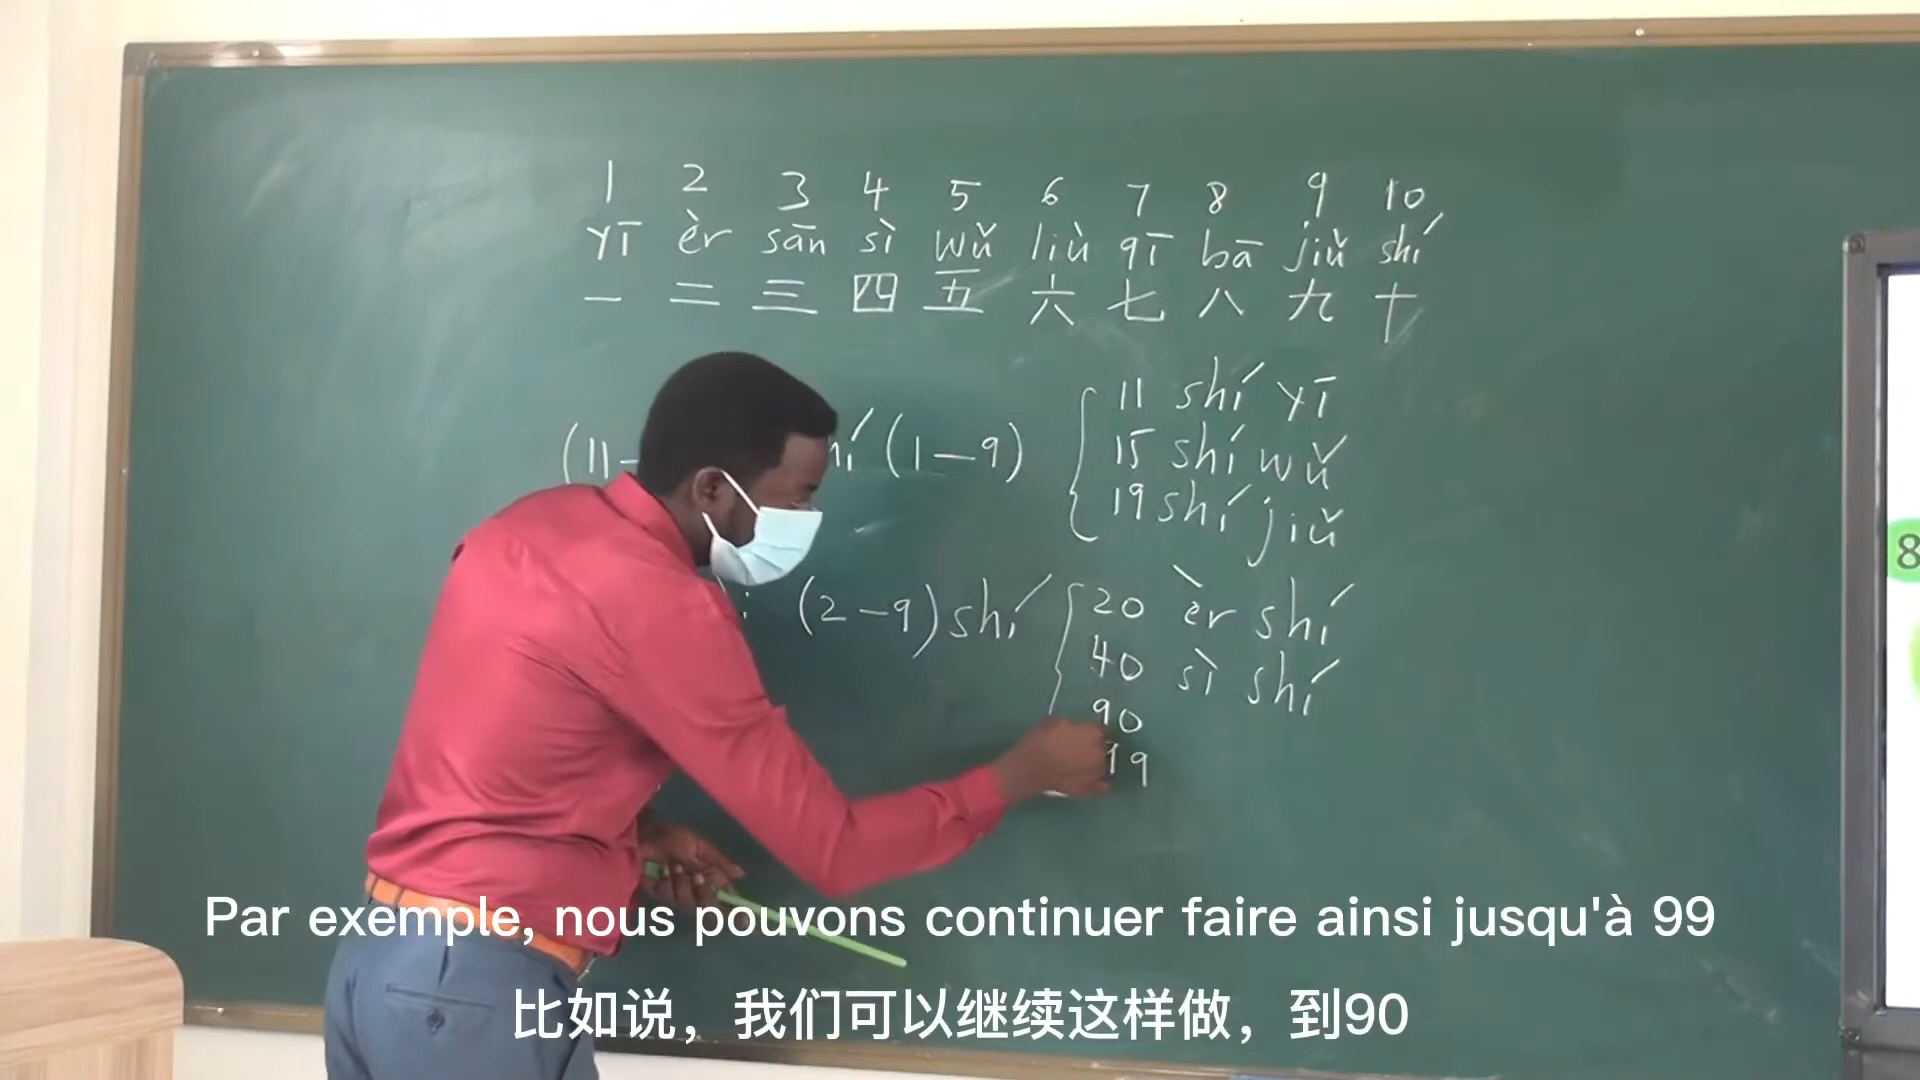 1 2 3 4 5 6 7 8 9 10
yī èr sān sì wǔ liù qī bā jiǔ shí
一 二 三 四 五 六 七 八 九 十
(11- (1—9)
11 shí yī
15 shí wǔ
19 shí jiǔ
(2-9) shí
20 èr shí
40 sì shí
90
8
Par exemple, nous pouvons continuer faire ainsi jusqu'à 99
比如说，我们可以继续这样做，到90